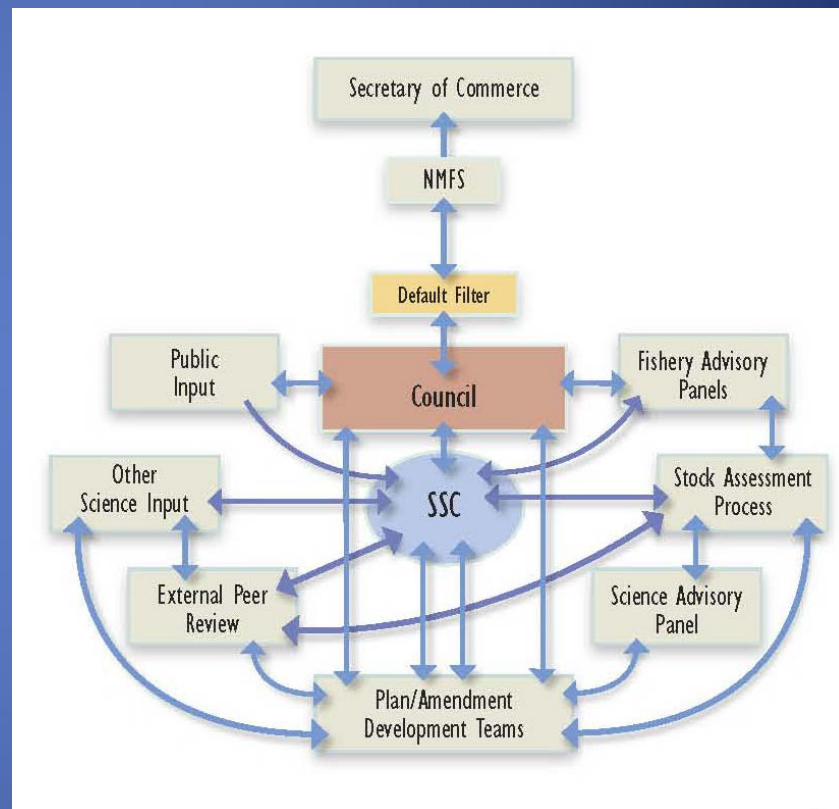 Secretary of Commerce
NMFS
Default Filter
Public
Input
Council
Fishery Advisory
Panels
Other
Science Input
SSC
Stock Assessment
Process
External Peer
Review
Science Advisory
Panel
Plan/Amendment
Development Teams